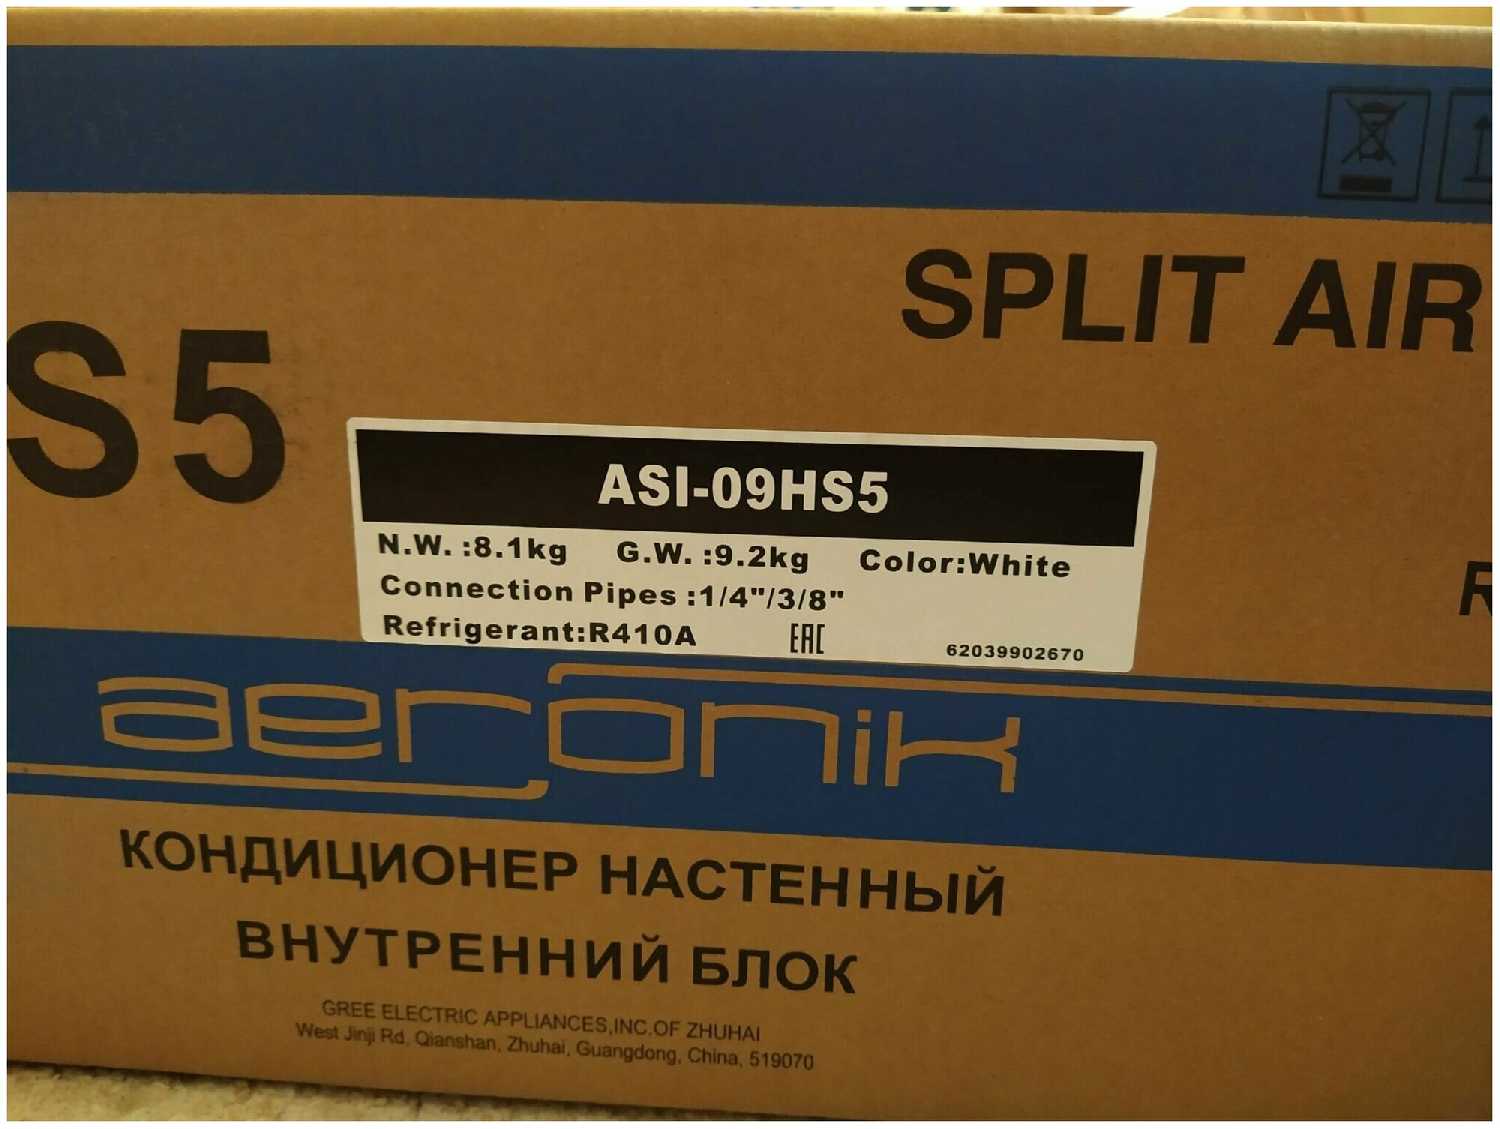 SPLIT AIR
S5
ASI-09HS5
N.W. :8.1kg G.W. :9.2kg Color:White
Connection Pipes :1/4"/3/8"
Refrigerant:R410A EAC 62039902670
R
aeronik
КОНДИЦИОНЕР НАСТЕННЫЙ
ВНУТРЕННИЙ БЛОК
GREE ELECTRIC APPLIANCES,INC.OF ZHUHAI
West Jinji Rd, Qianshan, Zhuhai, Guangdong, China, 519070